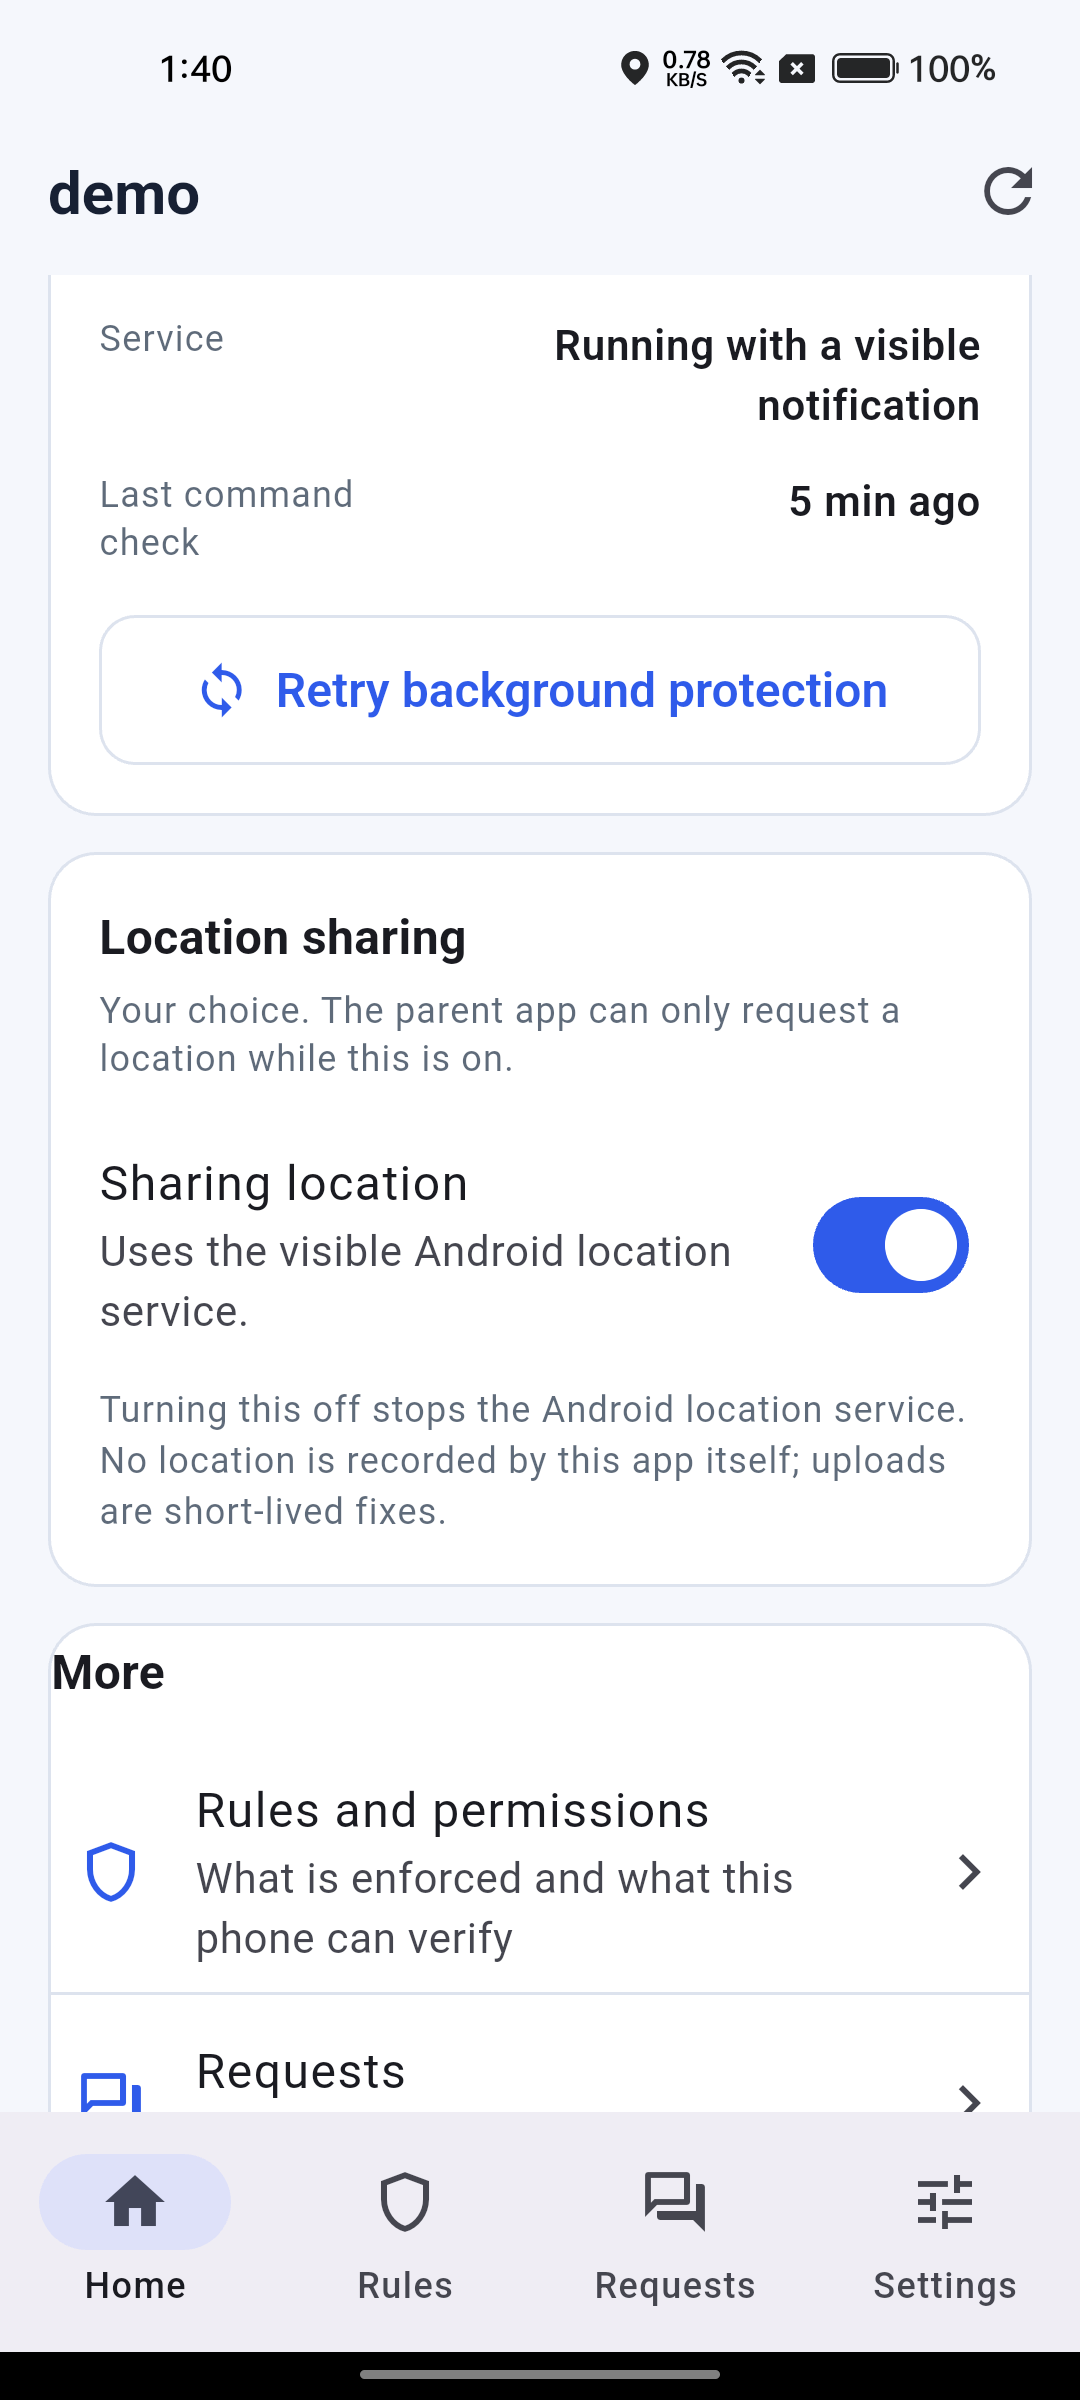 1:40
0.78
KB/S
100%
demo
Service
Running with a visible
notification
Last command
check
5 min ago
Retry background protection
Location sharing
Your choice. The parent app can only request a
location while this is on.
Sharing location
Uses the visible Android location
service.
Turning this off stops the Android location service.
No location is recorded by this app itself; uploads
are short-lived fixes.
More
Rules and permissions
What is enforced and what this
phone can verify
Requests
Home
Rules
Requests
Settings